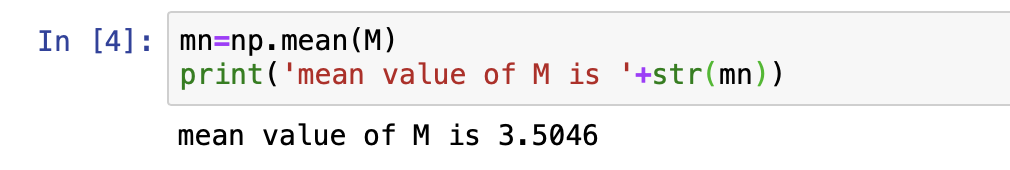 In [4]: mn=np.mean(M)
print('mean value of M is '+str(mn))
mean value of M is 3.5046